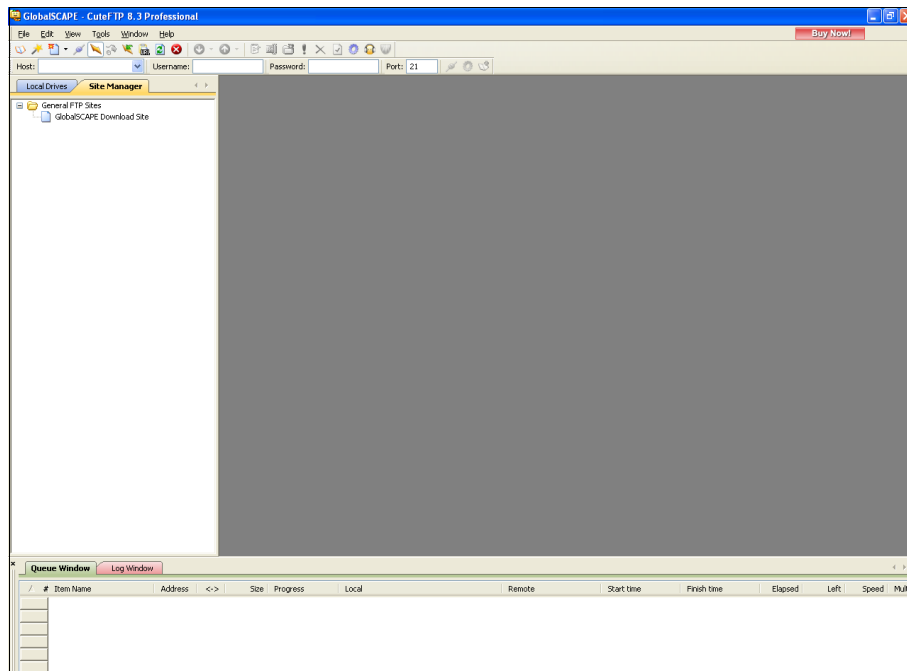 GlobalSCAPE - CuteFTP 8.3 Professional
File Edit View Tools Window Help Buy Now!
Host: Username: Password: Port: 21
Local Drives Site Manager
General FTP Sites
GlobalSCAPE Download Site
Queue Window Log Window
/ # Item Name Address <-> Size Progress Local Remote Start time Finish time Elapsed Left Speed Mult